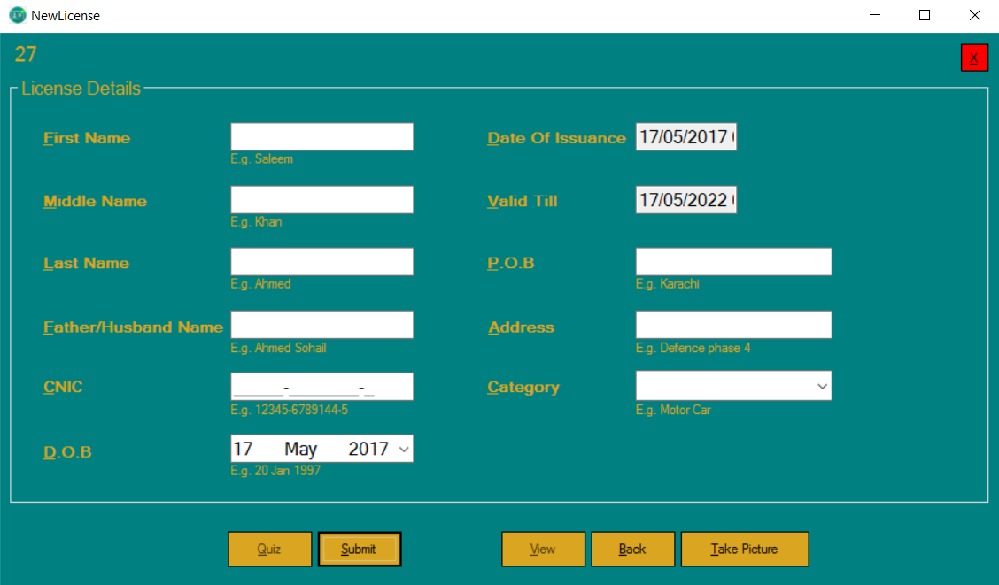 NewLicense
27
X
License Details
First Name
E.g. Saleem
Date Of Issuance 17/05/2017
Middle Name
E.g. Khan
Valid Till 17/05/2022
Last Name
E.g. Ahmed
P.O.B
E.g. Karachi
Father/Husband Name
E.g. Ahmed Sohail
Address
E.g. Defence phase 4
CNIC _____-_______-_
E.g. 12345-6789144-5
Category
E.g. Motor Car
D.O.B 17 May 2017
E.g. 20 Jan 1997
Quiz Submit View Back Take Picture